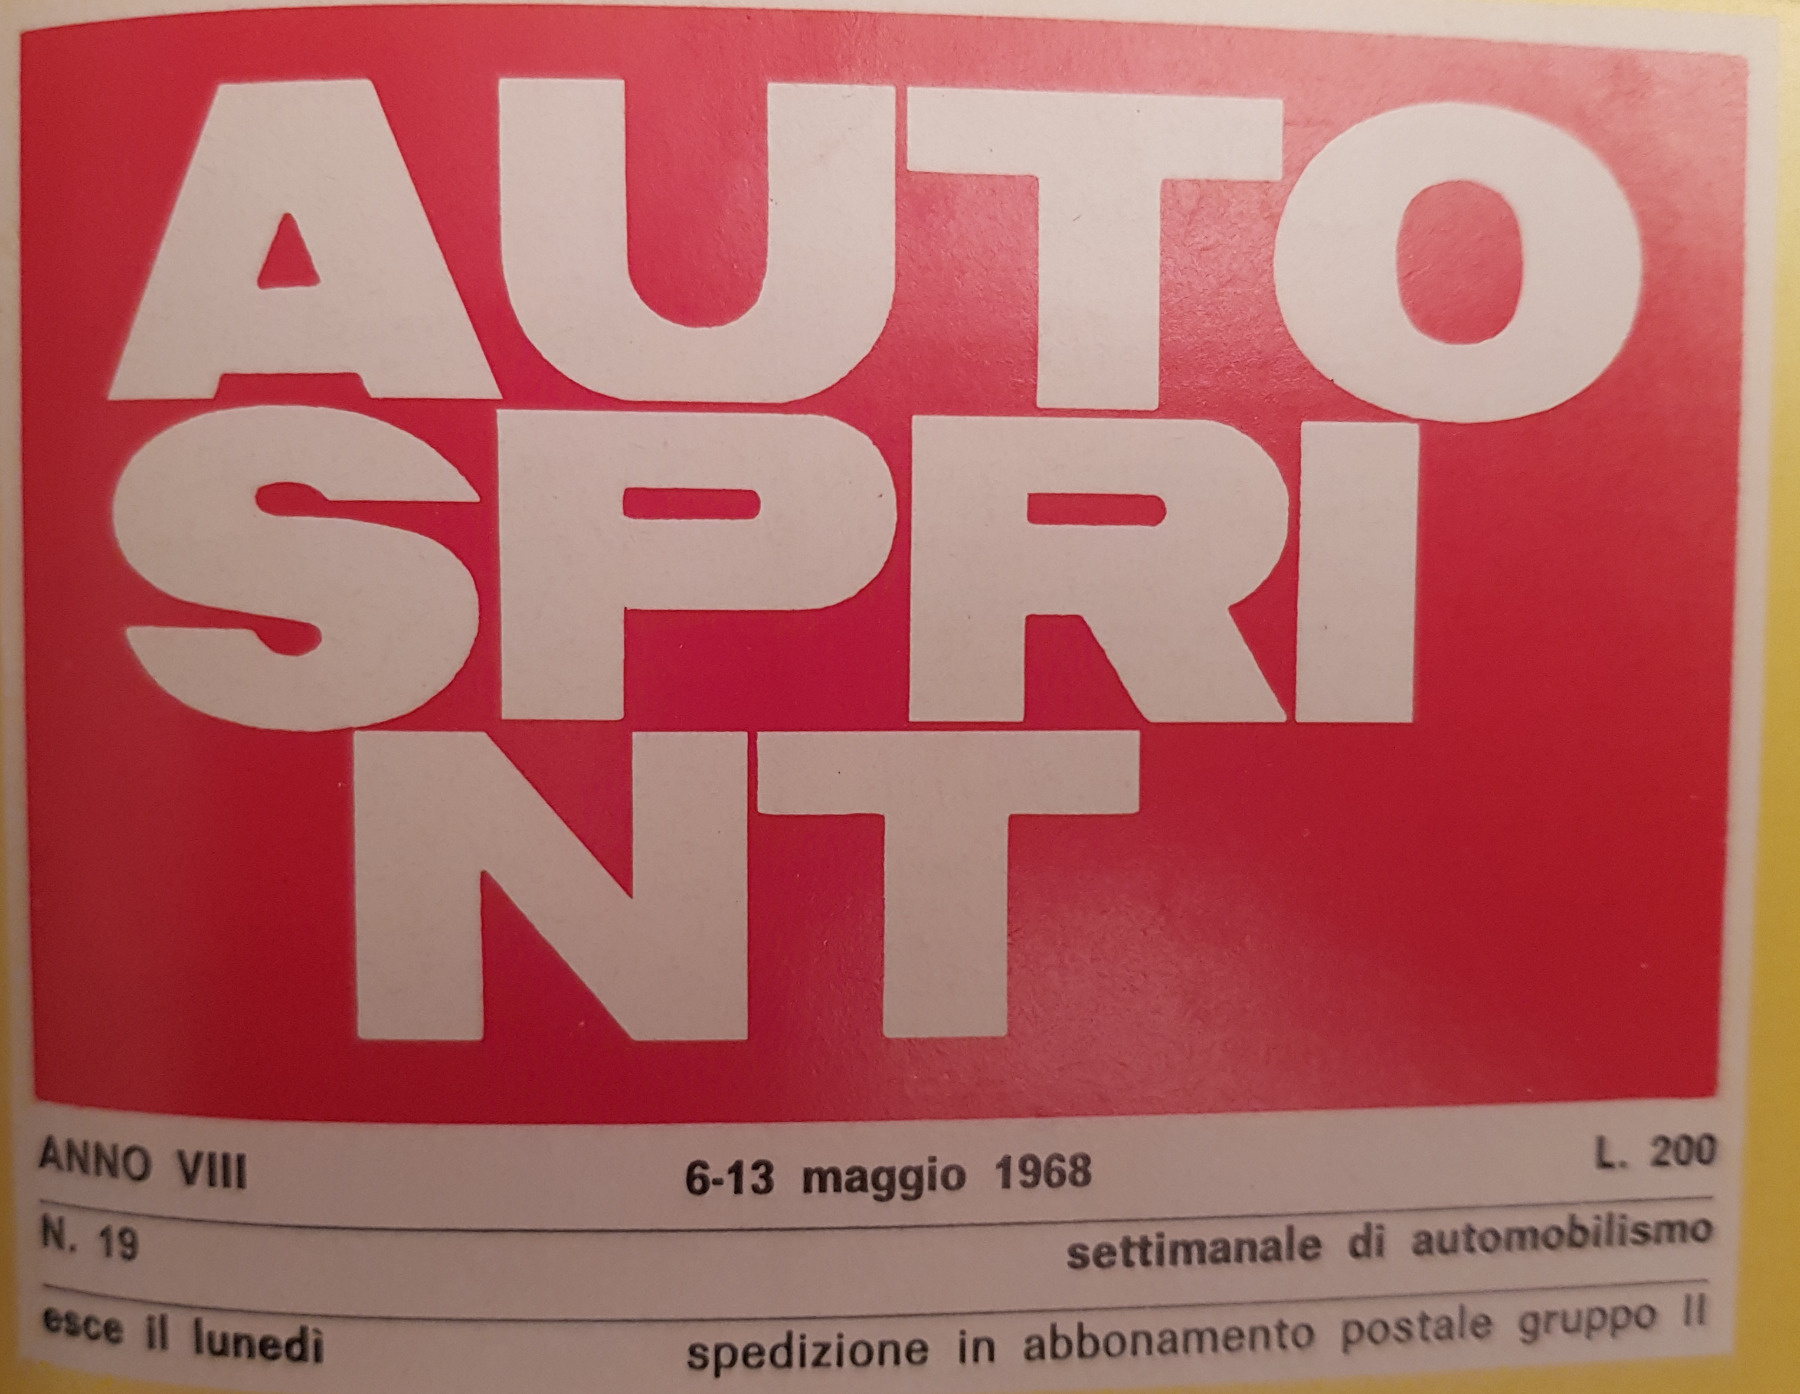 AUTO
SPRI
NT
ANNO VIII 6-13 maggio 1968 L. 200
N. 19 settimanale di automobilismo
esce il lunedì spedizione in abbonamento postale gruppo II